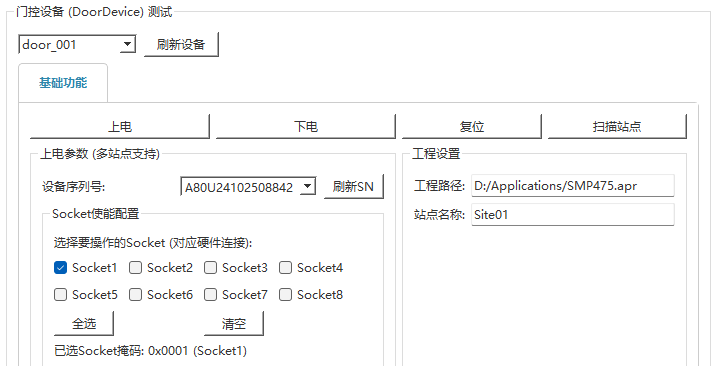 门控设备 (DoorDevice) 测试
door_001 刷新设备
基础功能
上电 下电 复位 扫描站点
上电参数 (多站点支持) 工程设置
设备序列号: A80U24102508842 刷新SN 工程路径: D:/Applications/SMP475.apr
Socket使能配置 站点名称: Site01
选择要操作的Socket (对应硬件连接):
Socket1 Socket2 Socket3 Socket4
Socket5 Socket6 Socket7 Socket8
全选 清空
已选Socket掩码: 0x0001 (Socket1)